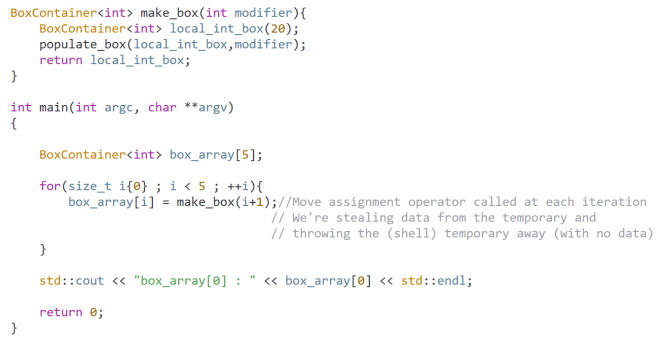 BoxContainer<int> make_box(int modifier){
    BoxContainer<int> local_int_box(20);
    populate_box(local_int_box,modifier);
    return local_int_box;
}
int main(int argc, char **argv)
{
    BoxContainer<int> box_array[5];
    for(size_t i{0} ; i < 5 ; ++i){
        box_array[i] = make_box(i+1);//Move assignment operator called at each iteration
                                   // We're stealing data from the temporary and
                                   // throwing the (shell) temporary away (with no data)
    }
    std::cout << "box_array[0] : " << box_array[0] << std::endl;
    return 0;
}